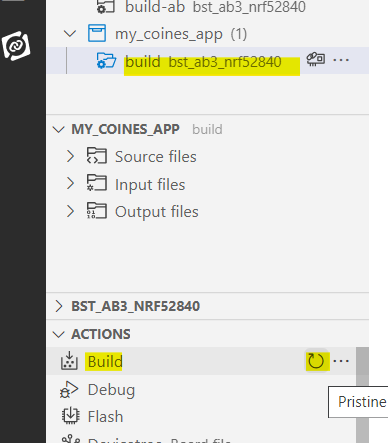 build-ab bst_ab3_nrf52840
my_coines_app (1)
build bst_ab3_nrf52840
MY_COINES_APP build
Source files
Input files
Output files
BST_AB3_NRF52840
ACTIONS
Build
Debug
Pristine
Flash